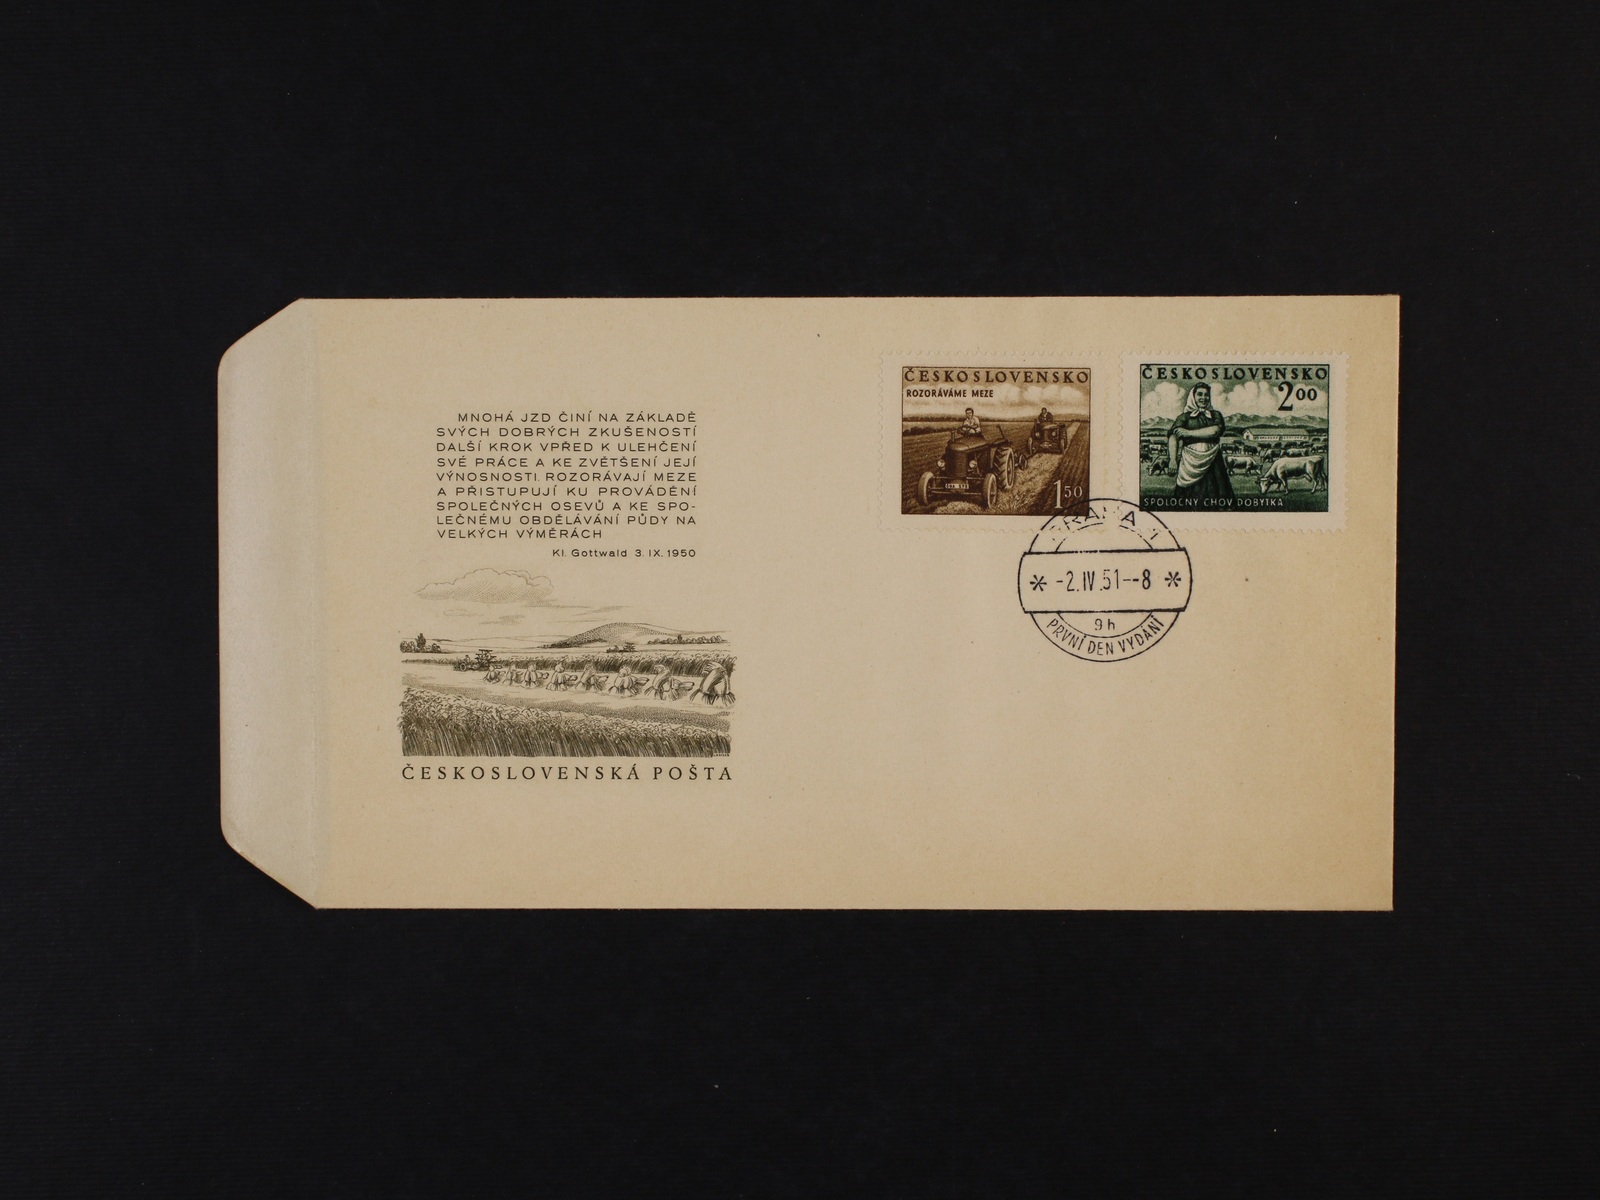 MNOHÁ JZD ČINÍ NA ZÁKLADĚ
SVÝCH DOBRÝCH ZKUŠENOSTÍ
DALŠÍ KROK VPŘED K ULEHČENÍ
SVÉ PRÁCE A KE ZVĚTŠENÍ JEJÍ
VÝNOSNOSTI. ROZORÁVAJÍ MEZE
A PŘISTUPUJÍ KU PROVÁDĚNÍ
SPOLEČNÝCH OSEVŮ A KE SPO-
LEČNÉMU OBDĚLÁVÁNÍ PŮDY NA
VELKÝCH VÝMĚRÁCH
Kl. Gottwald 3. IX. 1950
ČESKOSLOVENSKÁ POŠTA
ČESKOSLOVENSKO
ROZORÁVÁME MEZE
1 50
ČESKOSLOVENSKO
2 00
SPOLOČNÝ CHOV DOBYTKA
PRAHA 1
* -2.IV.51--8 *
9h
PRVNÍ DEN VYDÁNÍ